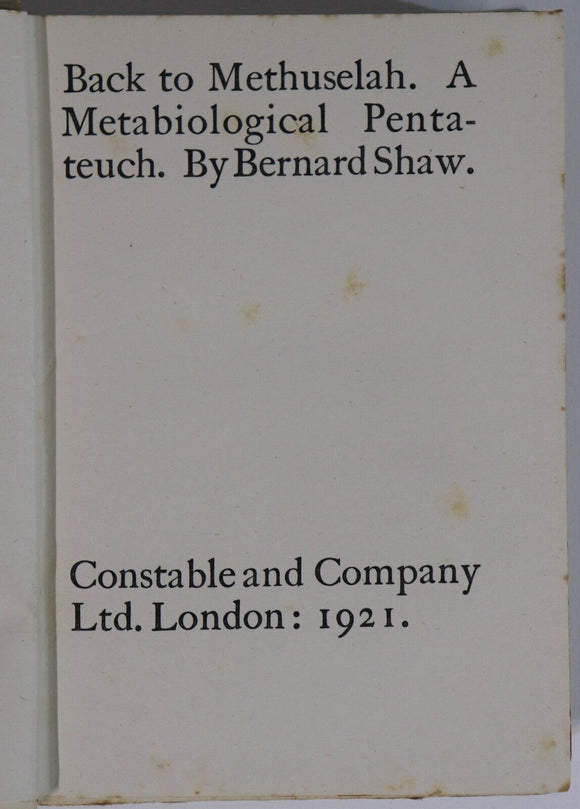 Back to Methuselah. A
Metabiological Penta-
teuch. By Bernard Shaw.
Constable and Company
Ltd. London: 1921.